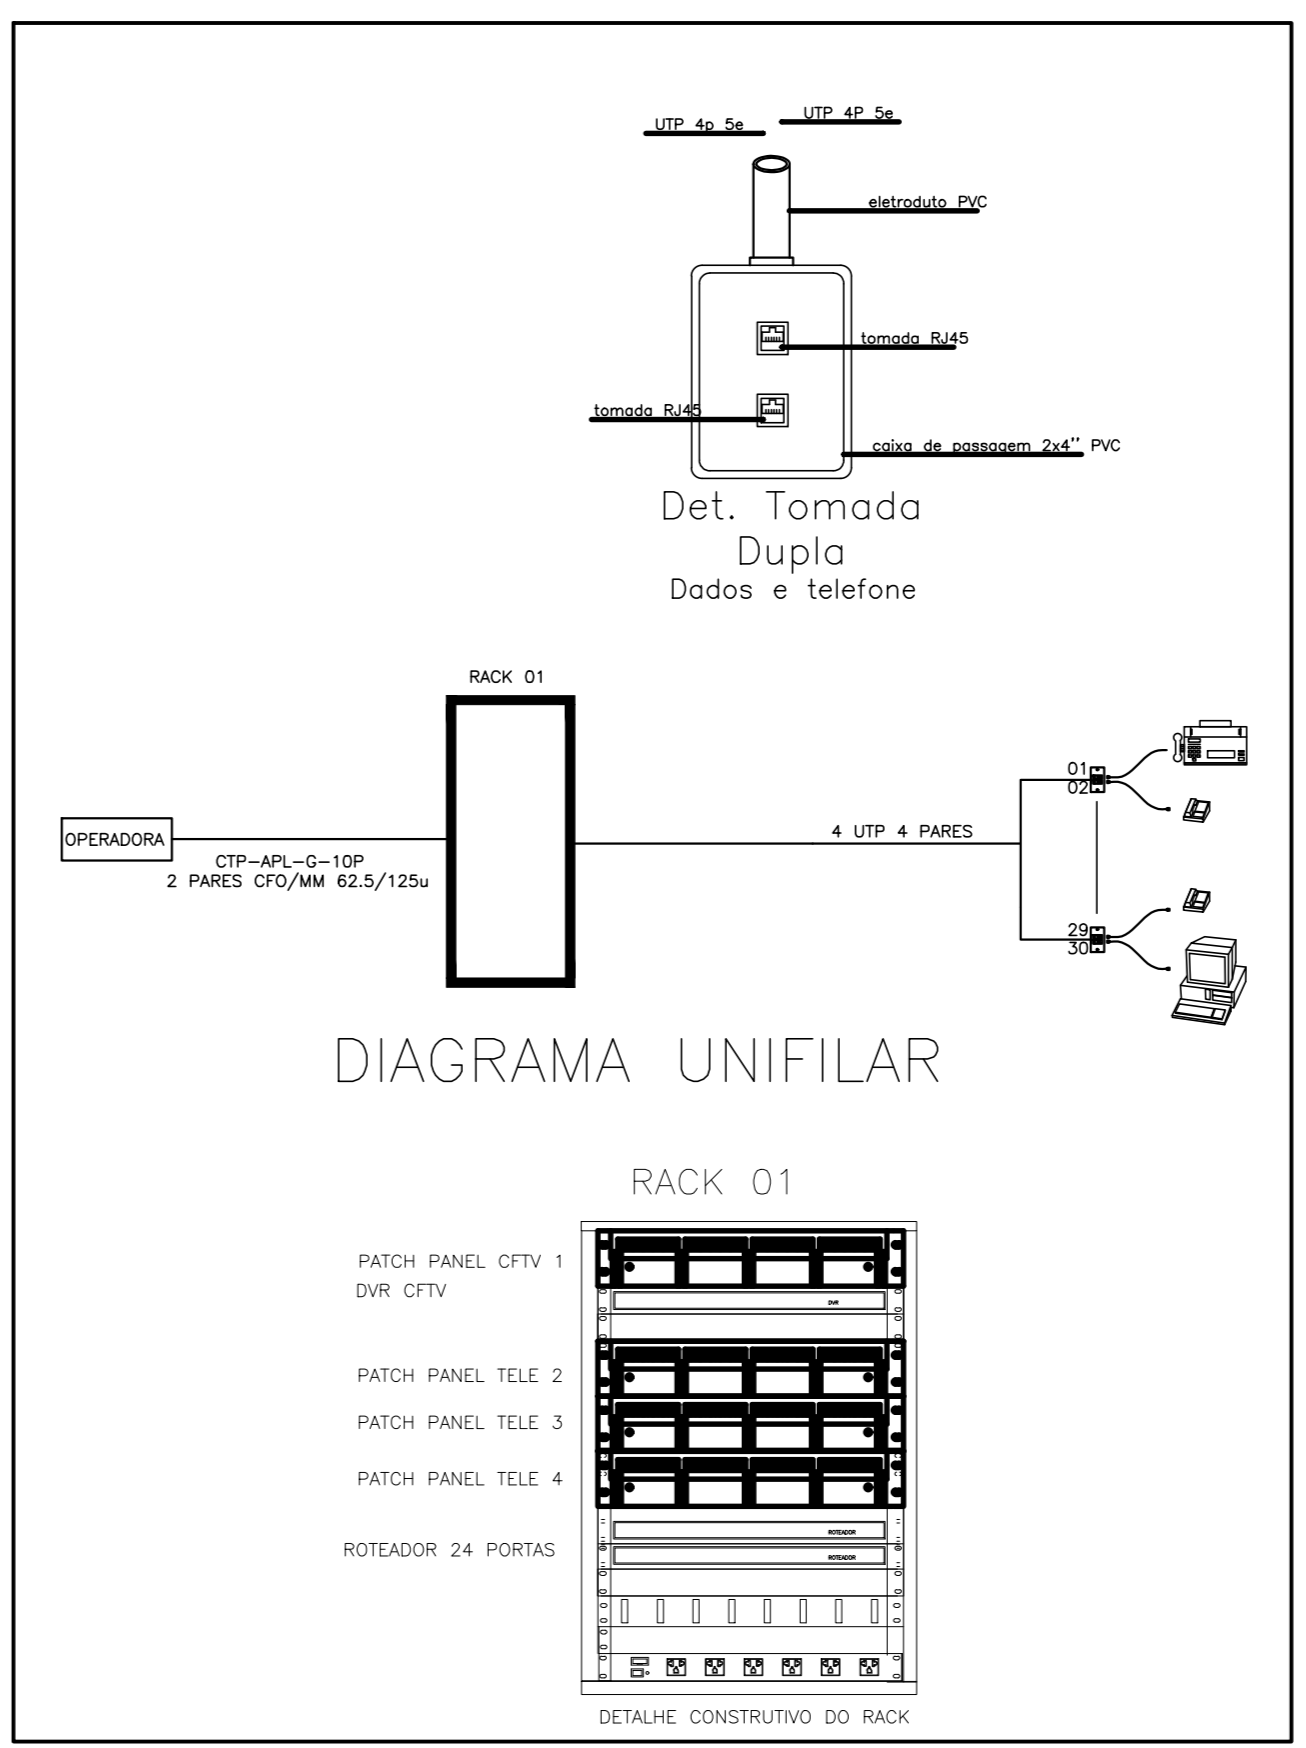 UTP 4p 5e
UTP 4P 5e
eletroduto PVC
tomada RJ45
tomada RJ45
caixa de passagem 2x4'' PVC
Det. Tomada
Dupla
Dados e telefone
RACK 01
OPERADORA
CTP-APL-G-10P
2 PARES CFO/MM 62.5/125u
4 UTP 4 PARES
01
02
29
30
DIAGRAMA UNIFILAR
RACK 01
PATCH PANEL CFTV 1
DVR CFTV
DVR
PATCH PANEL TELE 2
PATCH PANEL TELE 3
PATCH PANEL TELE 4
ROTEADOR
ROTEADOR 24 PORTAS
ROTEADOR
DETALHE CONSTRUTIVO DO RACK